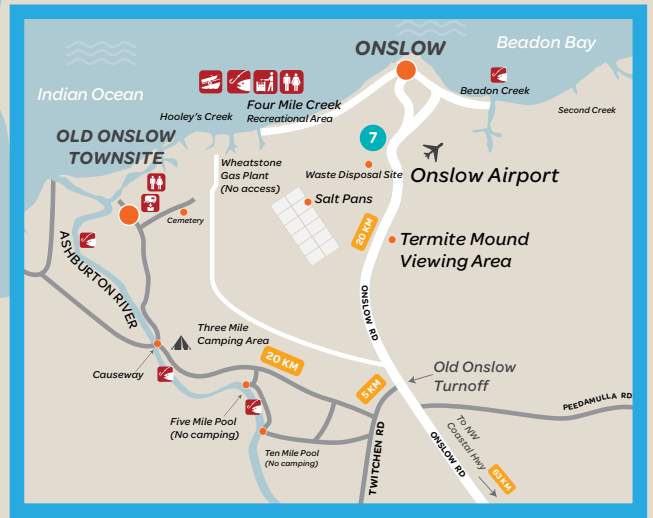 ONSLOW
Beadon Bay
Indian Ocean
Beadon Creek
Second Creek
Four Mile Creek
Recreational Area
Hooley's Creek
OLD ONSLOW
TOWNSITE
7
Wheatstone
Gas Plant
(No access)
Waste Disposal Site
Onslow Airport
Salt Pans
Cemetery
20 KM
Termite Mound
Viewing Area
ASHBURTON RIVER
ONSLOW RD
Three Mile
Camping Area
Causeway
20 KM
Old Onslow
Turnoff
5 KM
PEEDAMULLA RD
Five Mile Pool
(No camping)
To NW
Coastal Hwy
63 KM
TWITCHEN RD
ONSLOW RD
Ten Mile Pool
(No camping)